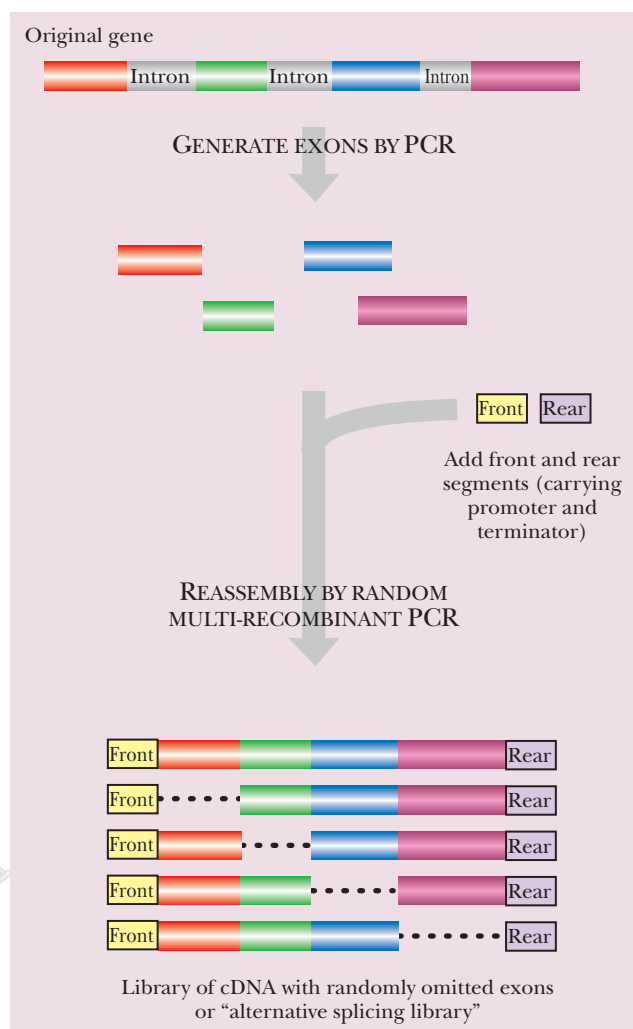 Original gene
Intron Intron Intron
GENERATE EXONS BY PCR
Front Rear
Add front and rear
segments (carrying
promoter and
terminator)
REASSEMBLY BY RANDOM
MULTI-RECOMBINANT PCR
Front Rear
Front Rear
Front Rear
Front Rear
Front Rear
Library of cDNA with randomly omitted exons
or “alternative splicing library”